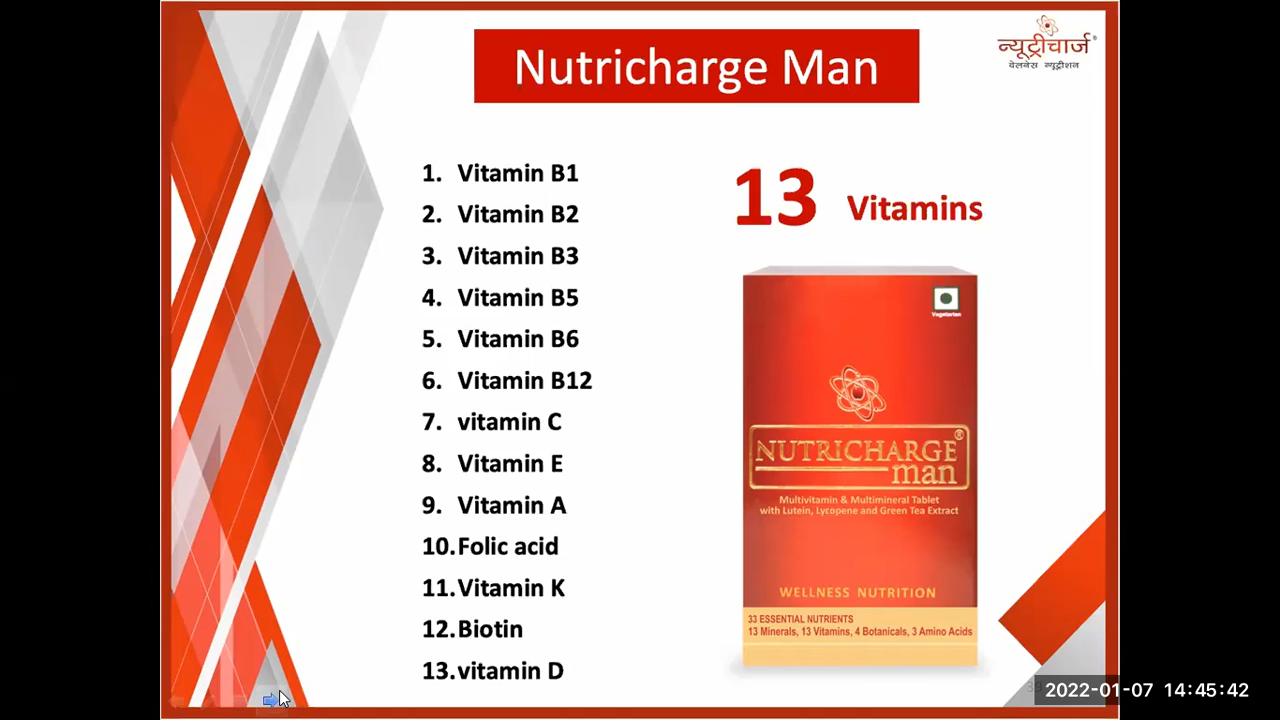 Nutricharge Man
न्यूट्रीचार्ज®
वेलनेस न्यूट्रीशन
1. Vitamin B1
2. Vitamin B2
3. Vitamin B3
4. Vitamin B5
5. Vitamin B6
6. Vitamin B12
7. vitamin C
8. Vitamin E
9. Vitamin A
10. Folic acid
11. Vitamin K
12. Biotin
13. vitamin D
13 Vitamins
Vegetarian
NUTRICHARGE®
man
Multivitamin & Multimineral Tablet
with Lutein, Lycopene and Green Tea Extract
WELLNESS NUTRITION
33 ESSENTIAL NUTRIENTS
13 Minerals, 13 Vitamins, 4 Botanicals, 3 Amino Acids
2022-01-07 14:45:42